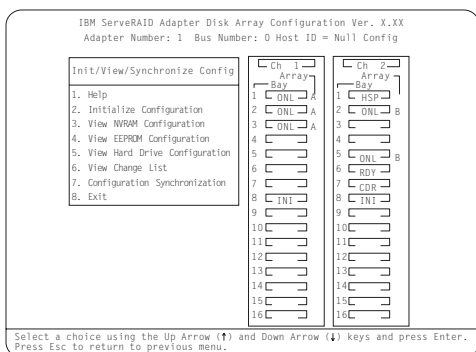 IBM ServeRAID Adapter Disk Array Configuration Ver. X.XX
Adapter Number: 1 Bus Number: 0 Host ID = Null Config
Init/View/Synchronize Config
1. Help
2. Initialize Configuration
3. View NVRAM Configuration
4. View EEPROM Configuration
5. View Hard Drive Configuration
6. View Change List
7. Configuration Synchronization
8. Exit
Ch 1
Array
Bay
1 ONL A
2 ONL A
3 ONL A
4
5
6
7
8 INI
9
10
11
12
13
14
15
16
Ch 2
Array
Bay
1 HSP
2 ONL B
3
4
5 ONL B
6 RDY
7 CDR
8 INI
9
10
11
12
13
14
15
16
Select a choice using the Up Arrow (↑) and Down Arrow (↓) keys and press Enter.
Press Esc to return to previous menu.